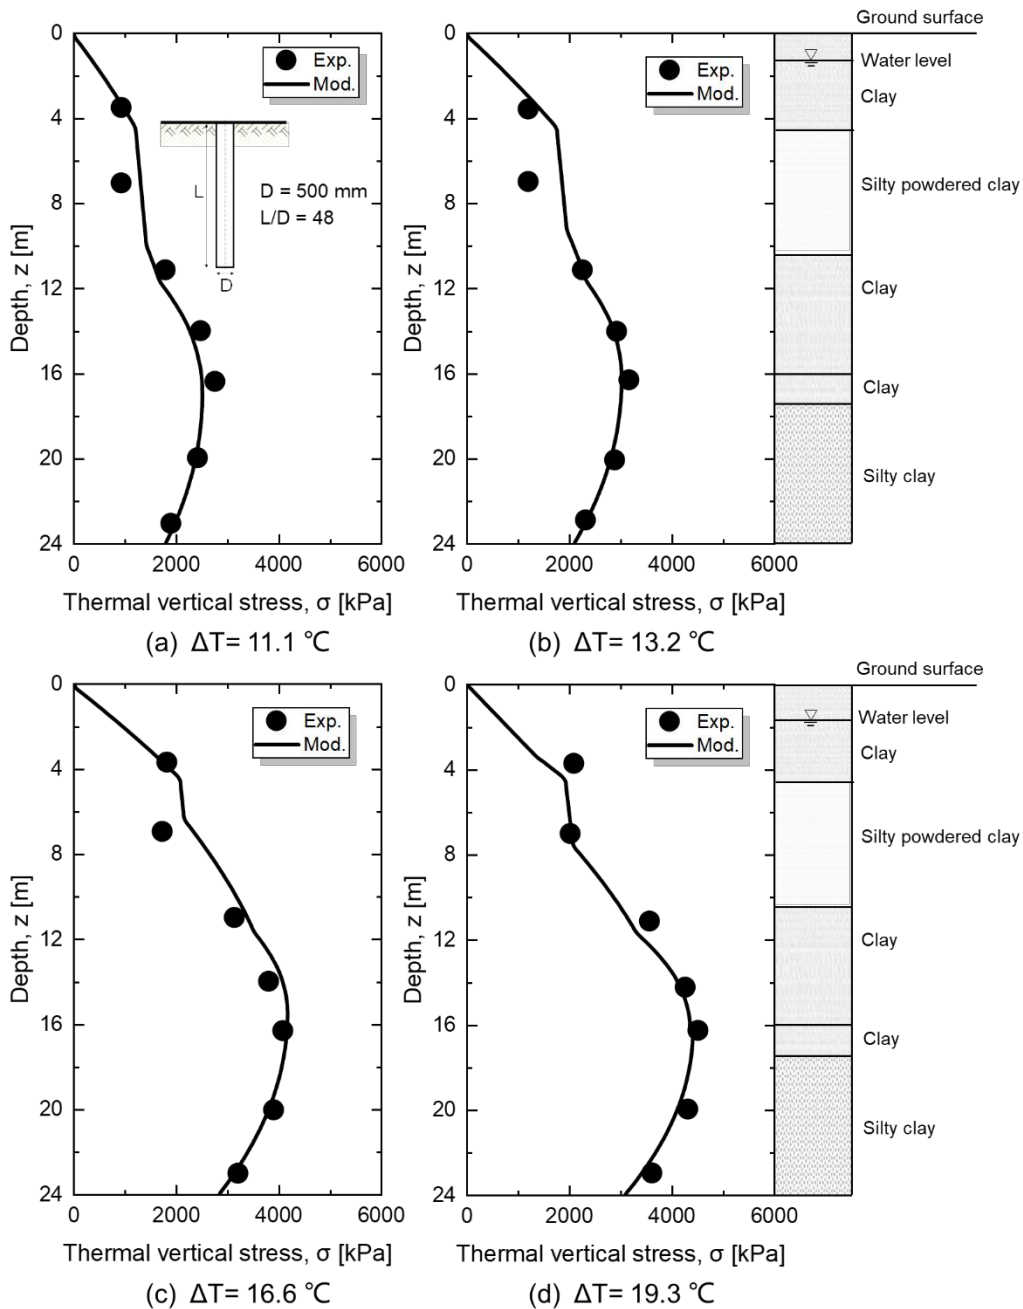 Ground surface
0
4
8
12
16
20
24
Depth, z [m]
Exp.
Mod.
L
D = 500 mm
L/D = 48
D
0 2000 4000 6000
Thermal vertical stress, σ [kPa]
(a) ΔT= 11.1 ℃
0
4
8
12
16
20
24
Depth, z [m]
Exp.
Mod.
0 2000 4000 6000
Thermal vertical stress, σ [kPa]
(b) ΔT= 13.2 ℃
Water level
Clay
Silty powdered clay
Clay
Clay
Silty clay
Ground surface
0
4
8
12
16
20
24
Depth, z [m]
Exp.
Mod.
0 2000 4000 6000
Thermal vertical stress, σ [kPa]
(c) ΔT= 16.6 ℃
0
4
8
12
16
20
24
Depth, z [m]
Exp.
Mod.
0 2000 4000 6000
Thermal vertical stress, σ [kPa]
(d) ΔT= 19.3 ℃
Water level
Clay
Silty powdered clay
Clay
Clay
Silty clay